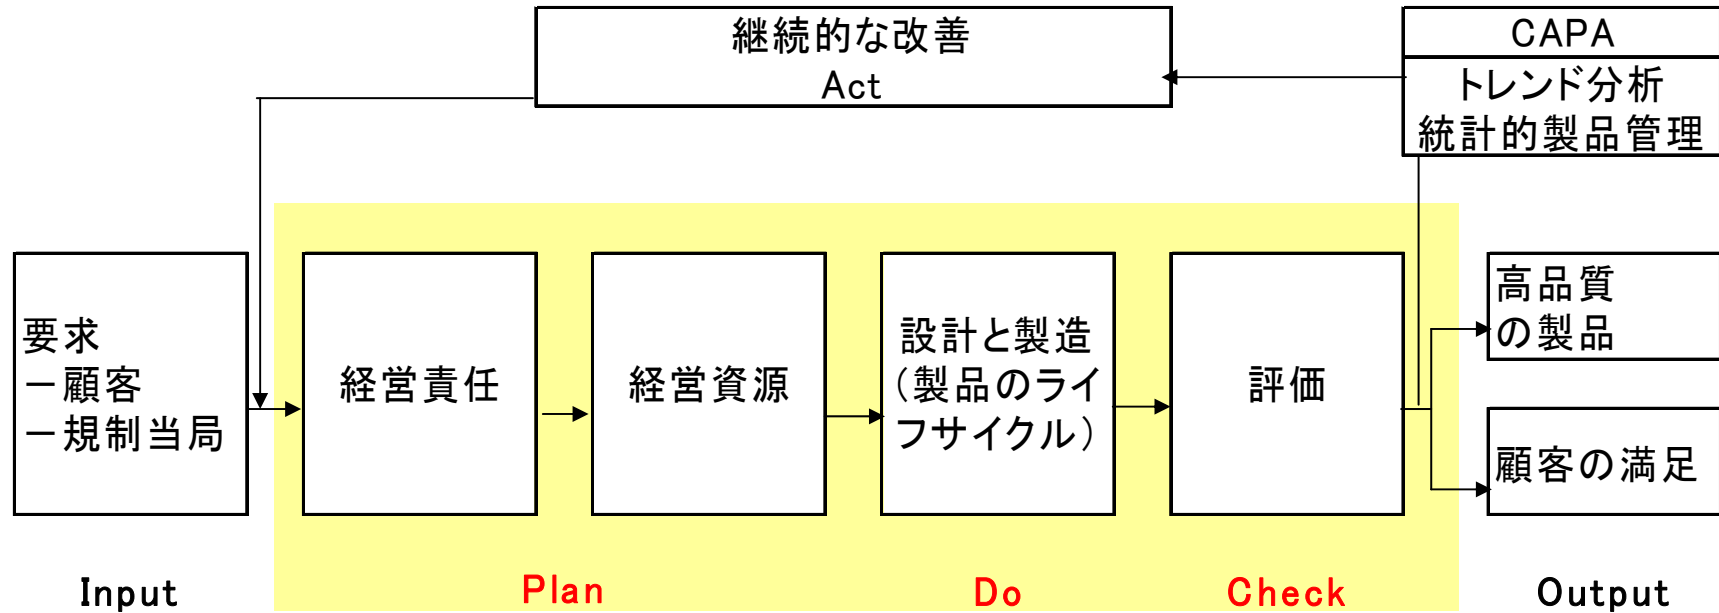 継続的な改善
Act
CAPA
トレンド分析
統計的製品管理
要求
－顧客
－規制当局
経営責任
経営資源
設計と製造
（製品のライ
フサイクル）
評価
高品質
の製品
顧客の満足
Input
Plan
Do
Check
Output